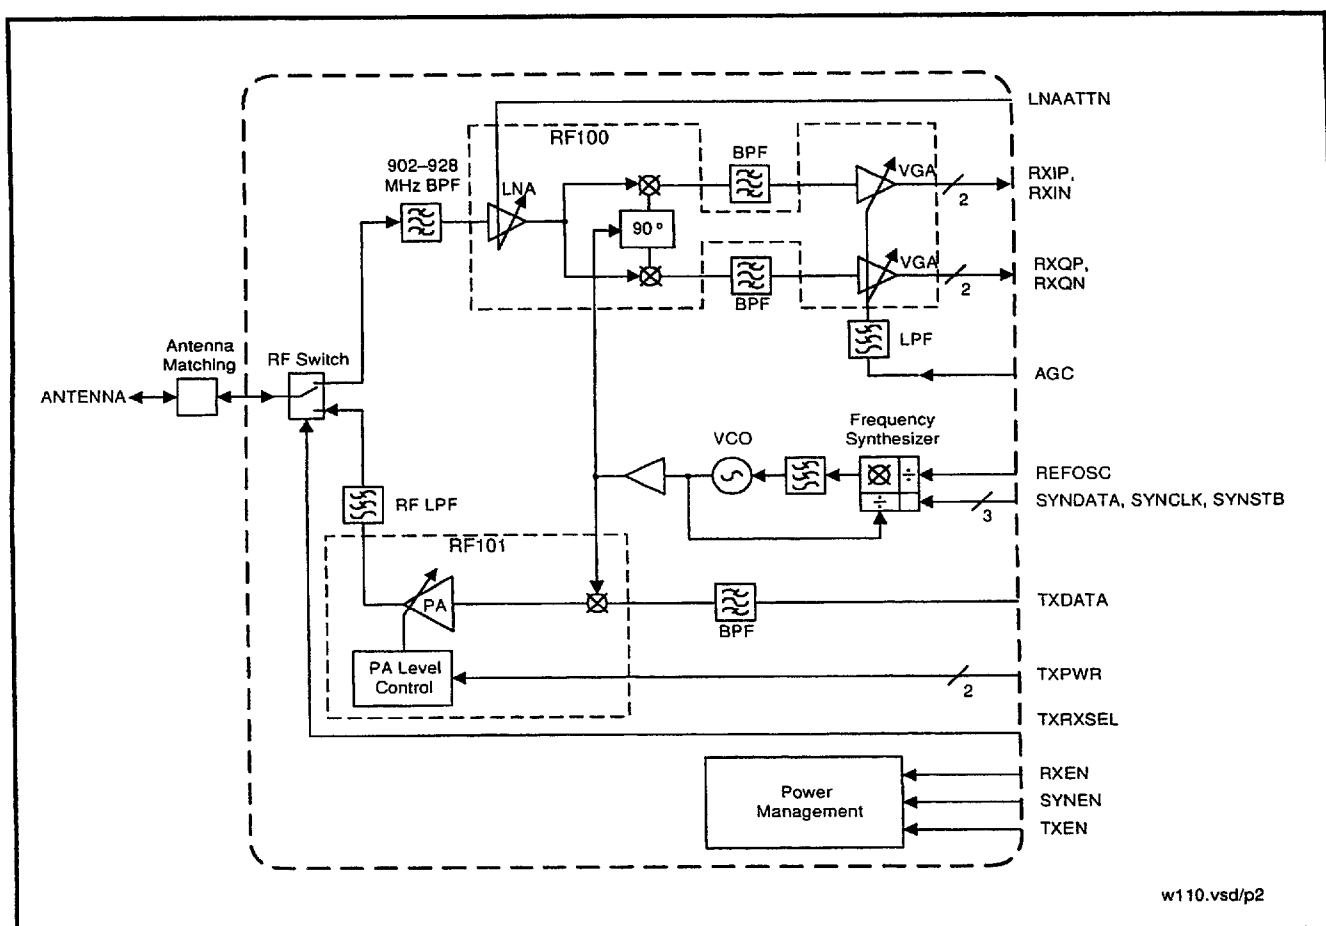 LNAATTN
RF100
902–928
MHz BPF
LNA
BPF
VGA
2
RXIP,
RXIN
90°
VGA
2
RXQP,
RXQN
BPF
LPF
AGC
Antenna
Matching
RF Switch
ANTENNA
VCO
Frequency
Synthesizer
÷
REFOSC
÷
3
SYNDATA, SYNCLK, SYNSTB
RF LPF
RF101
PA
BPF
TXDATA
PA Level
Control
2
TXPWR
TXRXSEL
Power
Management
RXEN
SYNEN
TXEN
w110.vsd/p2